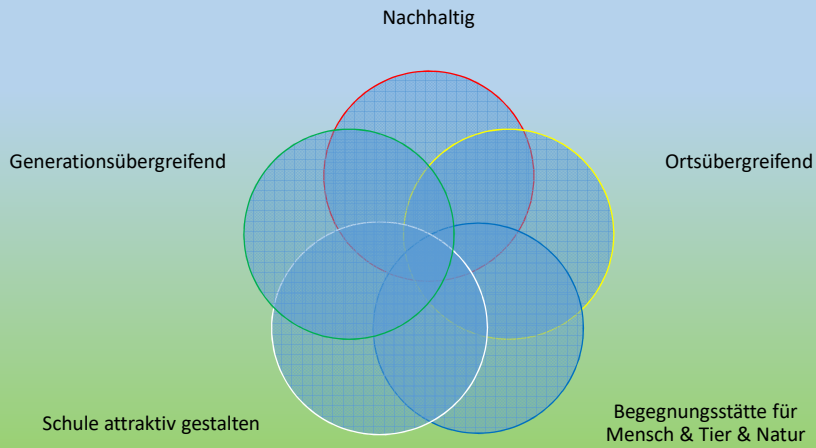 Nachhaltig
Generationsübergreifend
Ortsübergreifend
Schule attraktiv gestalten
Begegnungsstätte für
Mensch & Tier & Natur